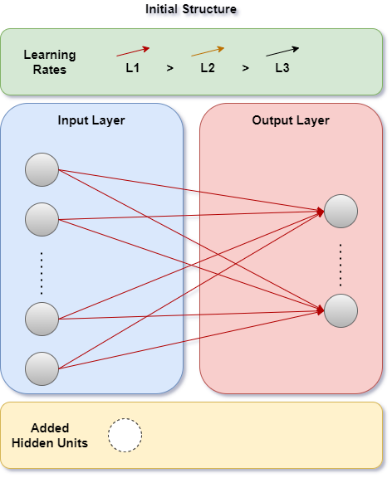 Initial Structure
Learning
Rates
L1 > L2 > L3
Input Layer
Output Layer
Added
Hidden Units